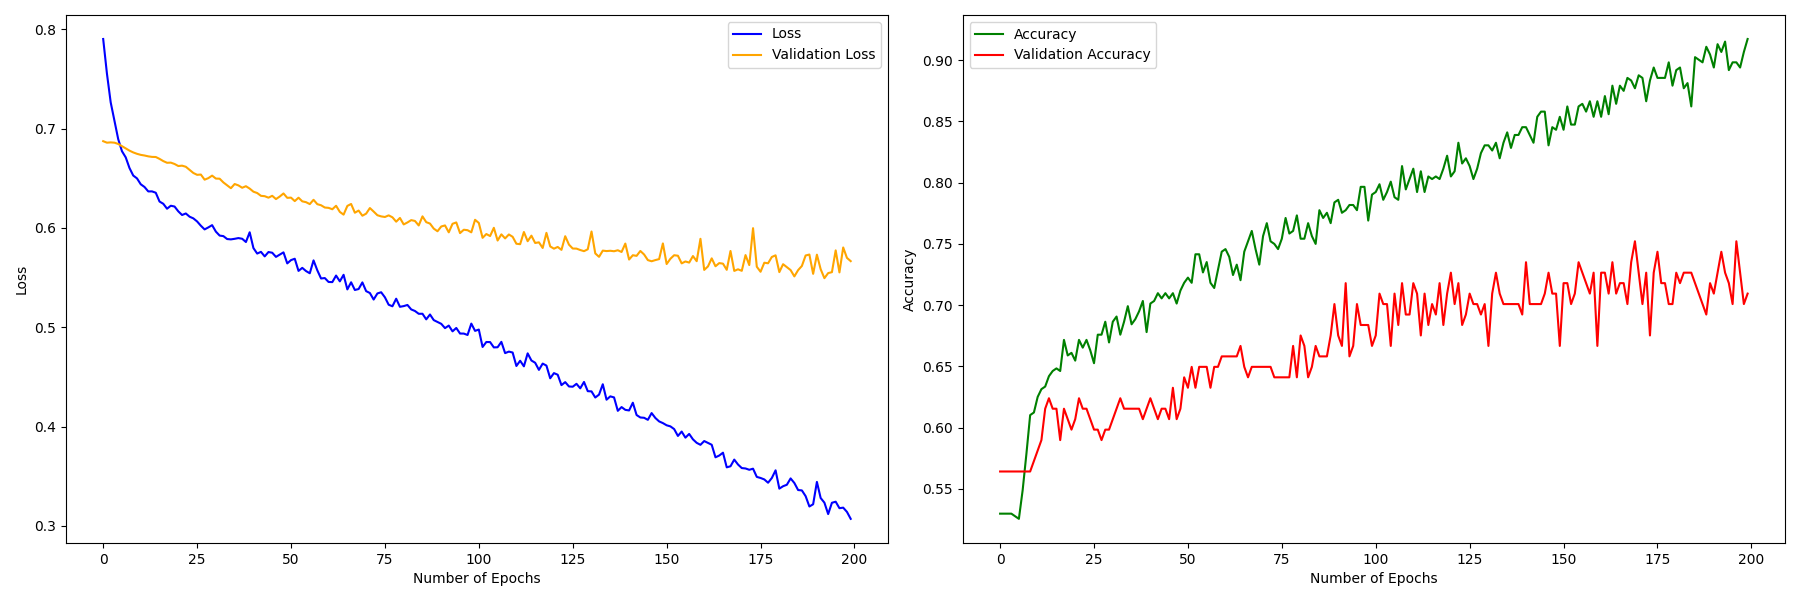 Loss
Validation Loss
0.8
0.7
0.6
0.5
0.4
0.3
Loss
0 25 50 75 100 125 150 175 200
Number of Epochs
Accuracy
Validation Accuracy
0.90
0.85
0.80
0.75
0.70
0.65
0.60
0.55
Accuracy
0 25 50 75 100 125 150 175 200
Number of Epochs